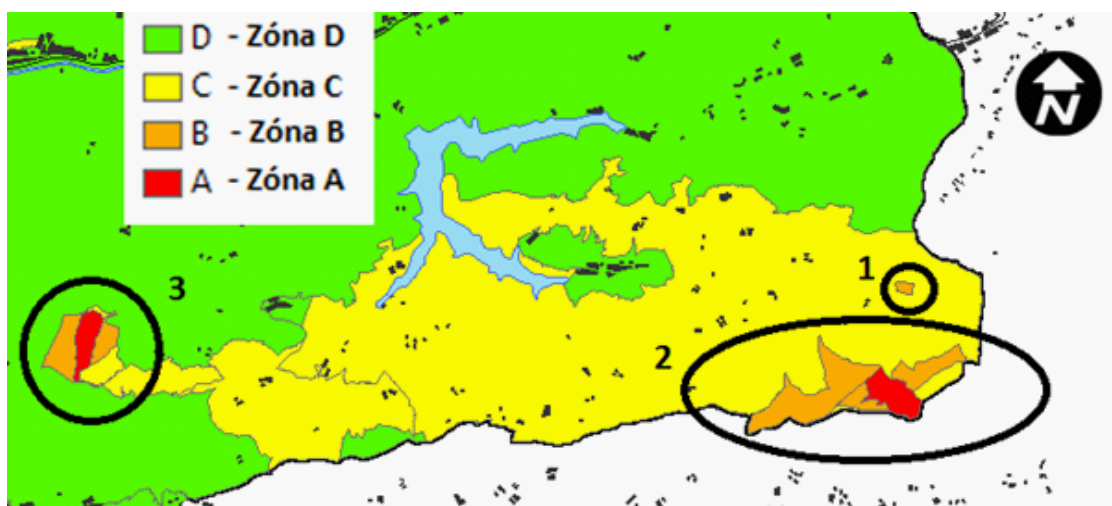 D - Zóna D
C - Zóna C
B - Zóna B
A - Zóna A
N
1
2
3